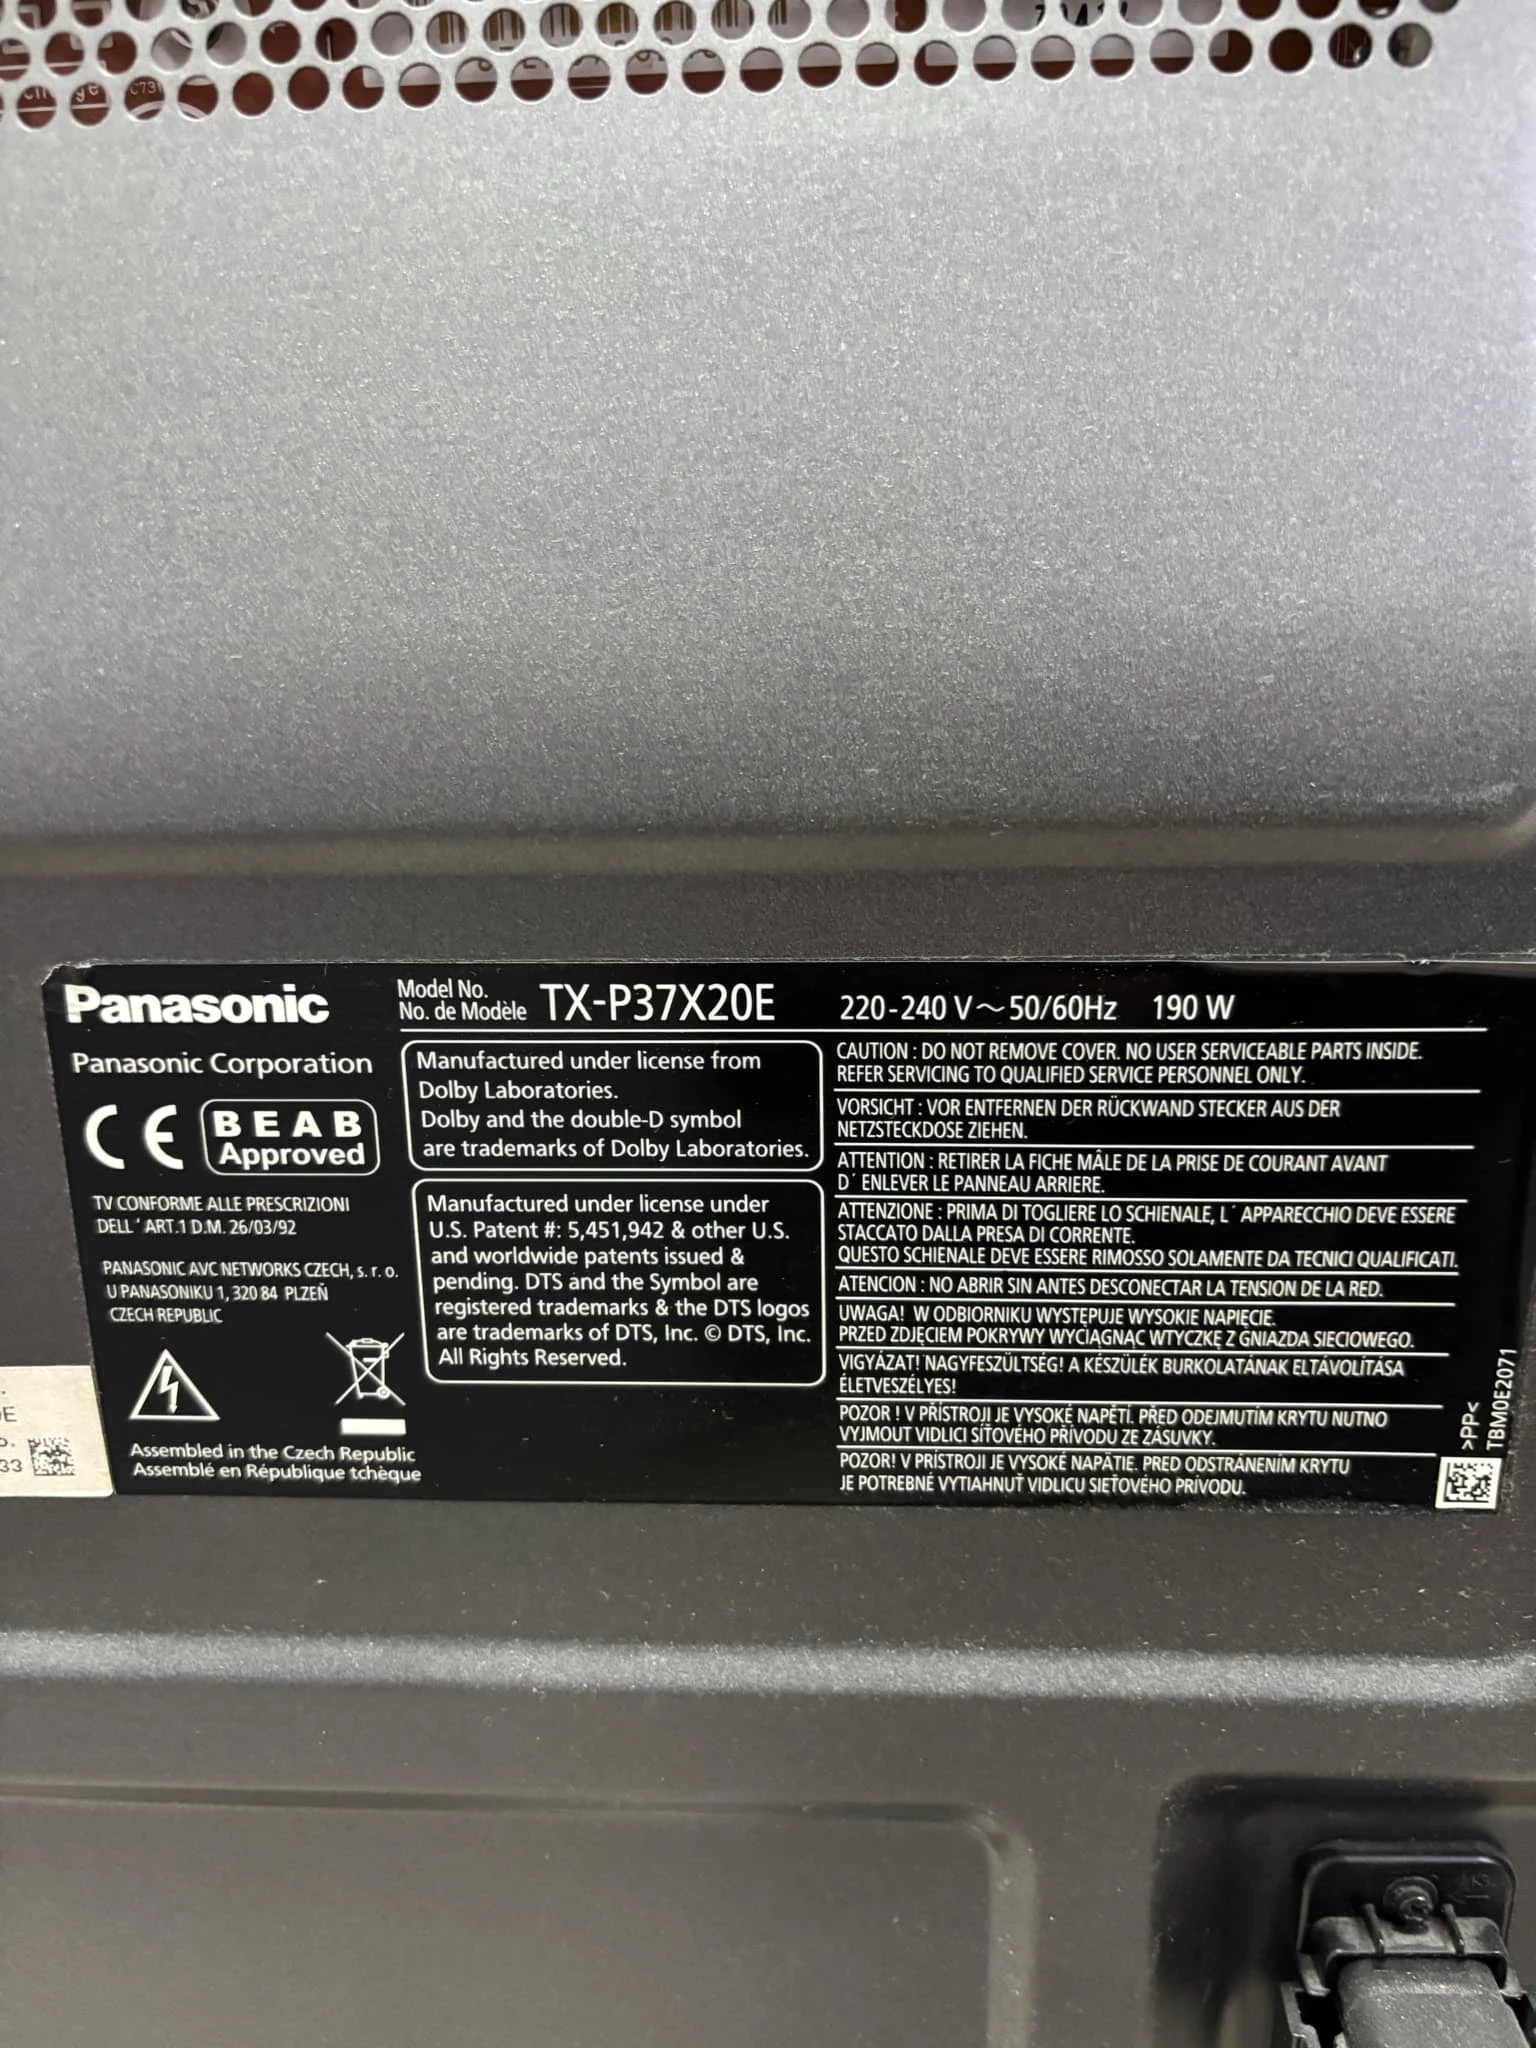 C731
Panasonic
Model No.
No. de Modèle
TX-P37X20E
220-240 V ~ 50/60Hz
190 W
Panasonic Corporation
CE
BEAB
Approved
TV CONFORME ALLE PRESCRIZIONI
DELL´ ART.1 D.M. 26/03/92
PANASONIC AVC NETWORKS CZECH, s. r. o.
U PANASONIKU 1, 320 84 PLZEŇ
CZECH REPUBLIC
Assembled in the Czech Republic
Assemblé en République tchèque
Manufactured under license from
Dolby Laboratories.
Dolby and the double-D symbol
are trademarks of Dolby Laboratories.
Manufactured under license under
U.S. Patent #: 5,451,942 & other U.S.
and worldwide patents issued &
pending. DTS and the Symbol are
registered trademarks & the DTS logos
are trademarks of DTS, Inc. © DTS, Inc.
All Rights Reserved.
CAUTION : DO NOT REMOVE COVER. NO USER SERVICEABLE PARTS INSIDE.
REFER SERVICING TO QUALIFIED SERVICE PERSONNEL ONLY.
VORSICHT : VOR ENTFERNEN DER RÜCKWAND STECKER AUS DER
NETZSTECKDOSE ZIEHEN.
ATTENTION : RETIRER LA FICHE MÂLE DE LA PRISE DE COURANT AVANT
D´ ENLEVER LE PANNEAU ARRIERE.
ATTENZIONE : PRIMA DI TOGLIERE LO SCHIENALE, L´ APPARECCHIO DEVE ESSERE
STACCATO DALLA PRESA DI CORRENTE.
QUESTO SCHIENALE DEVE ESSERE RIMOSSO SOLAMENTE DA TECNICI QUALIFICATI.
ATENCION : NO ABRIR SIN ANTES DESCONECTAR LA TENSION DE LA RED.
UWAGA! W ODBIORNIKU WYSTĘPUJE WYSOKIE NAPIĘCIE.
PRZED ZDJĘCIEM POKRYWY WYCIĄGNĄC WTYCZKĘ Z GNIAZDA SIECIOWEGO.
VIGYÁZAT! NAGYFESZÜLTSÉG! A KÉSZÜLÉK BURKOLATÁNAK ELTÁVOLÍTÁSA
ÉLETVESZÉLYES!
POZOR ! V PŘÍSTROJI JE VYSOKÉ NAPĚTÍ. PŘED ODEJMUTÍM KRYTU NUTNO
VYJMOUT VIDLICI SÍŤOVÉHO PŘÍVODU ZE ZÁSUVKY.
POZOR! V PRÍSTROJI JE VYSOKÉ NAPÄTIE. PRED ODSTRÁNENÍM KRYTU
JE POTREBNÉ VYTIAHNUŤ VIDLICU SIEŤOVÉHO PRÍVODU.
>PP<
TBM0E2071
33